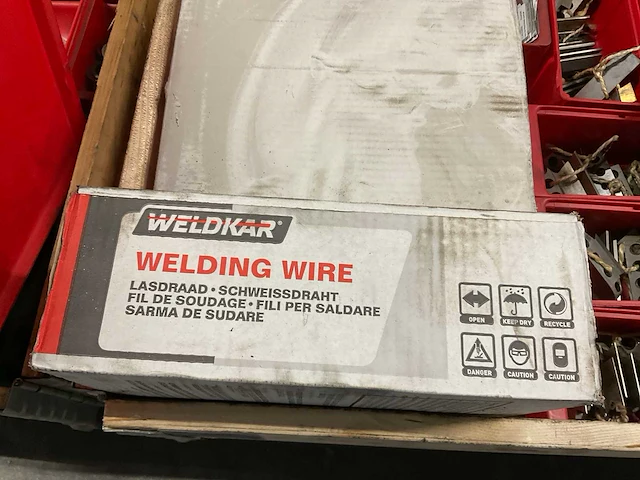 WELDKAR®
WELDING WIRE
LASDRAAD • SCHWEISSDRAHT
FIL DE SOUDAGE • FILI PER SALDARE
SARMA DE SUDARE
OPEN KEEP DRY RECYCLE
DANGER CAUTION CAUTION